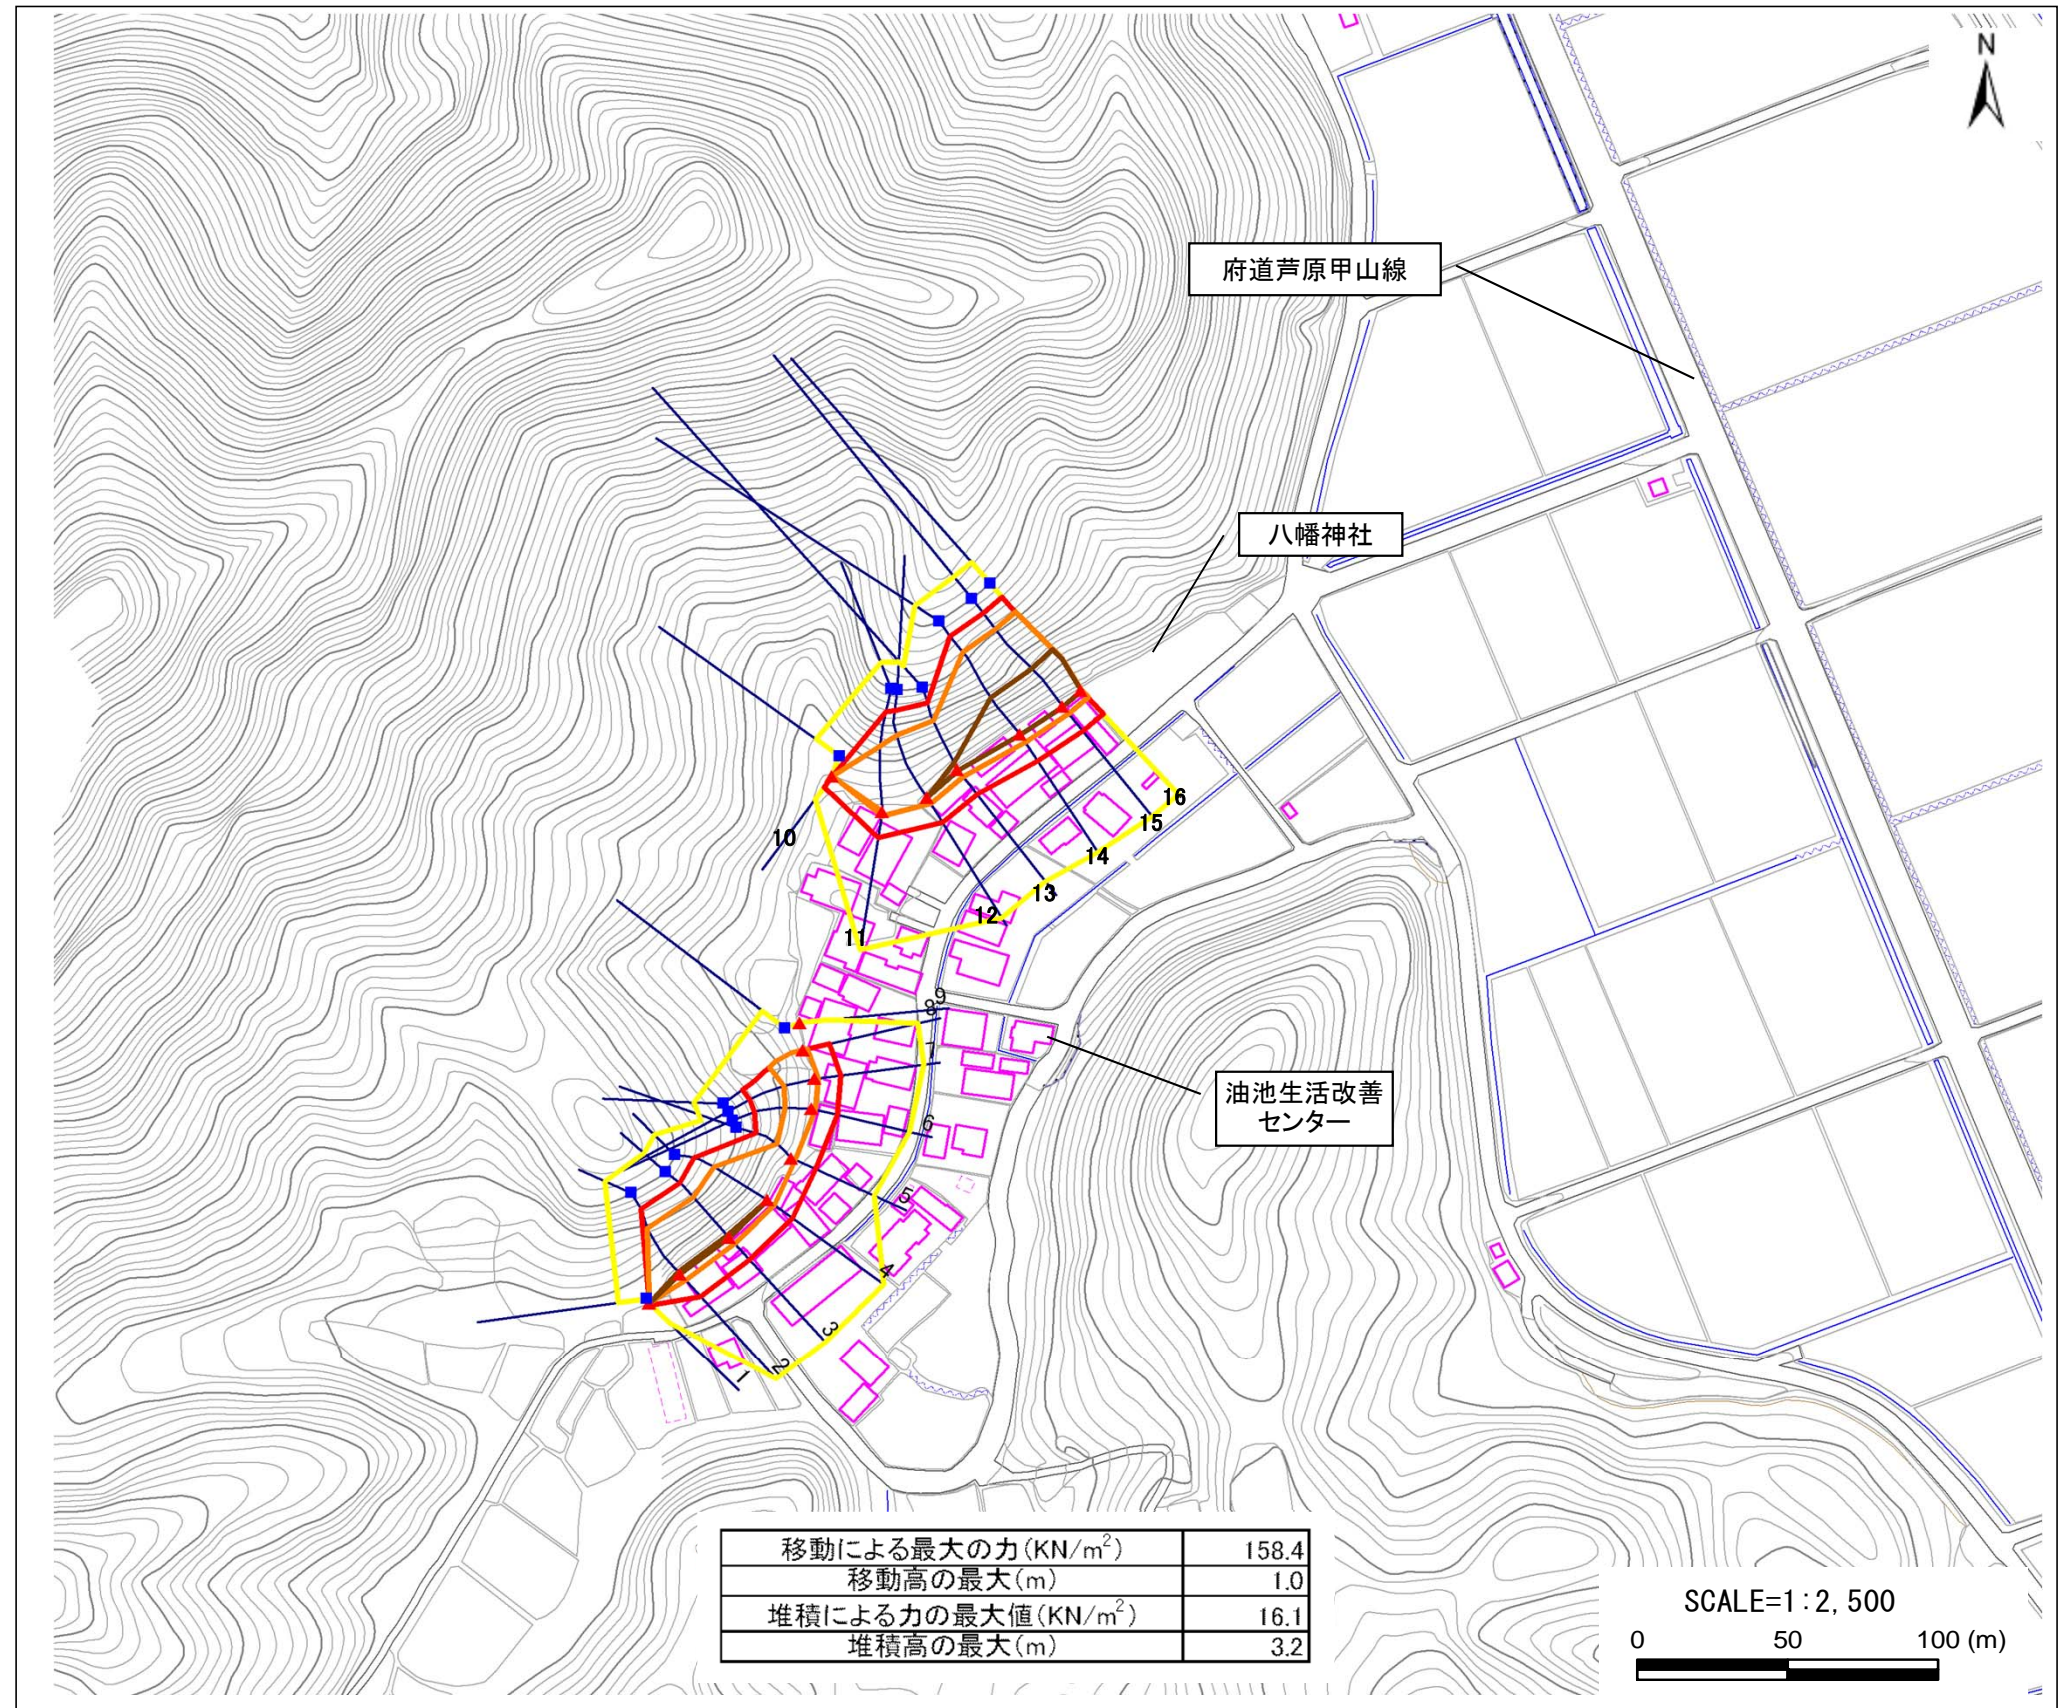 N
府道芦原甲山線
八幡神社
16
15
10
14
13
12
11
9
8
7
油池生活改善
センター
6
5
4
3
2
1
移動による最大の力(KN/m²) 158.4
移動高の最大(m) 1.0
堆積による力の最大値(KN/m²) 16.1
堆積高の最大(m) 3.2
SCALE=1:2,500
0 50 100 (m)